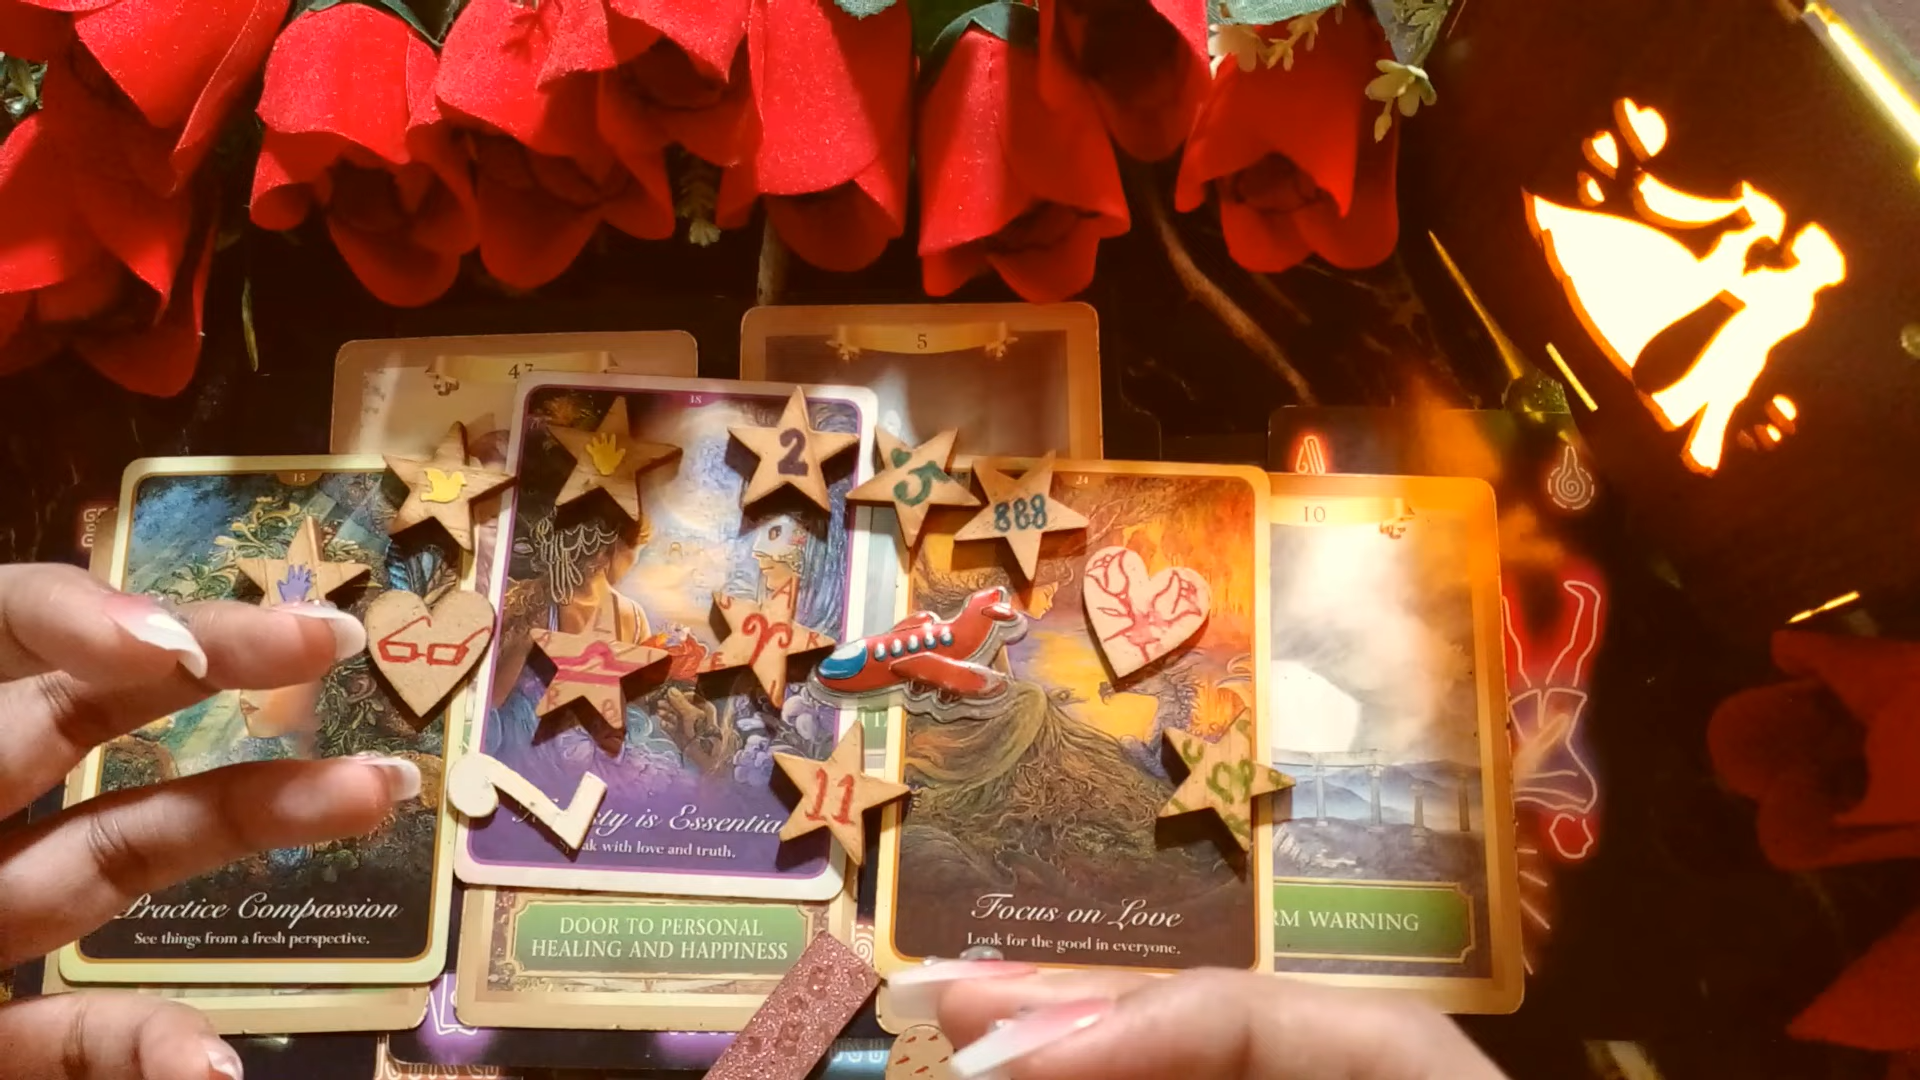 47
5
18
15
24
10
2
5
888
11
is Essentia
with love and truth.
Practice Compassion
See things from a fresh perspective.
DOOR TO PERSONAL
HEALING AND HAPPINESS
Focus on Love
Look for the good in everyone.
RM WARNING